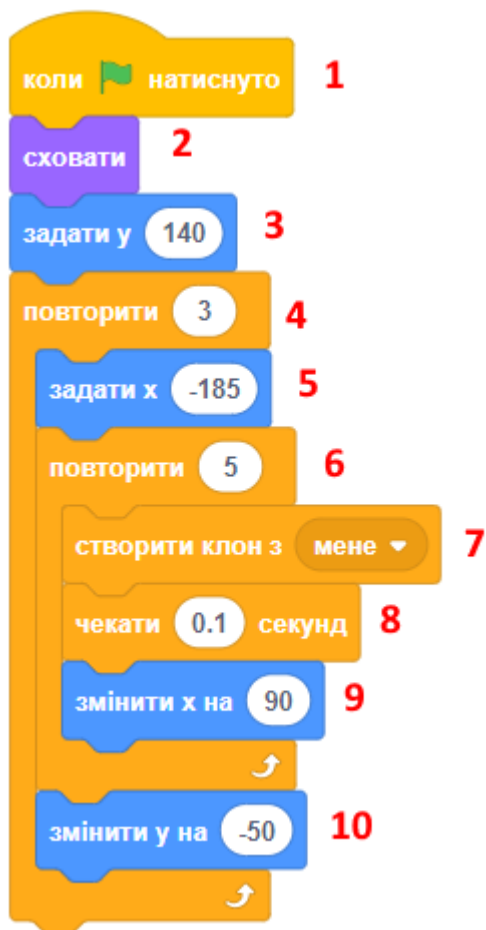 коли натиснуто 1
сховати 2
задати y 140 3
повторити 3 4
задати x -185 5
повторити 5 6
створити клон з мене 7
чекати 0.1 секунд 8
змінити x на 90 9
змінити y на -50 10